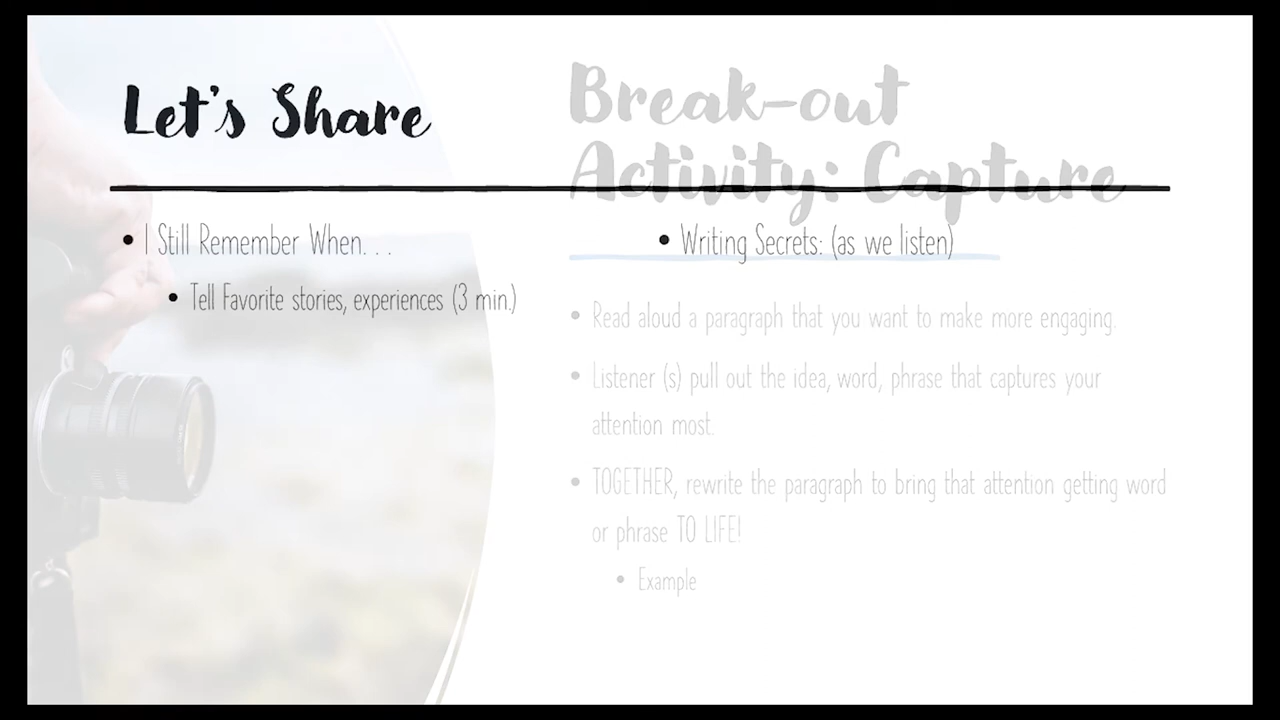 Let's Share
• I Still Remember When. . .
• Tell Favorite stories, experiences (3 min.)
• Writing Secrets: (as we listen)
Break-out
Activity: Capture
• Read aloud a paragraph that you want to make more engaging.
• Listener (s) pull out the idea, word, phrase that captures your
attention most.
• TOGETHER, rewrite the paragraph to bring that attention getting word
or phrase TO LIFE!
• Example